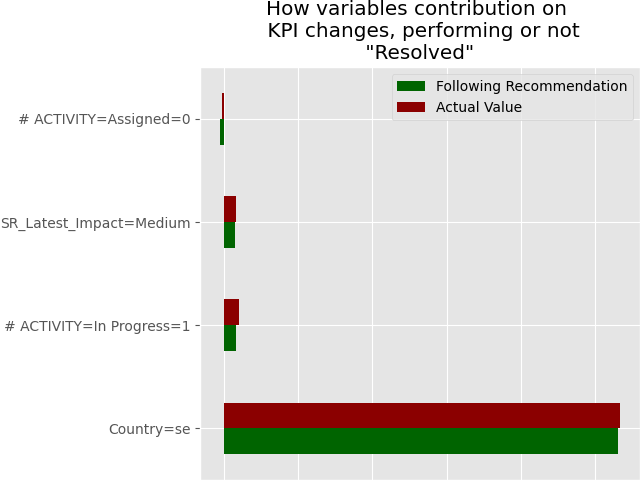 How variables contribution on
KPI changes, performing or not
"Resolved"
Following Recommendation
Actual Value
# ACTIVITY=Assigned=0
SR_Latest_Impact=Medium
# ACTIVITY=In Progress=1
Country=se